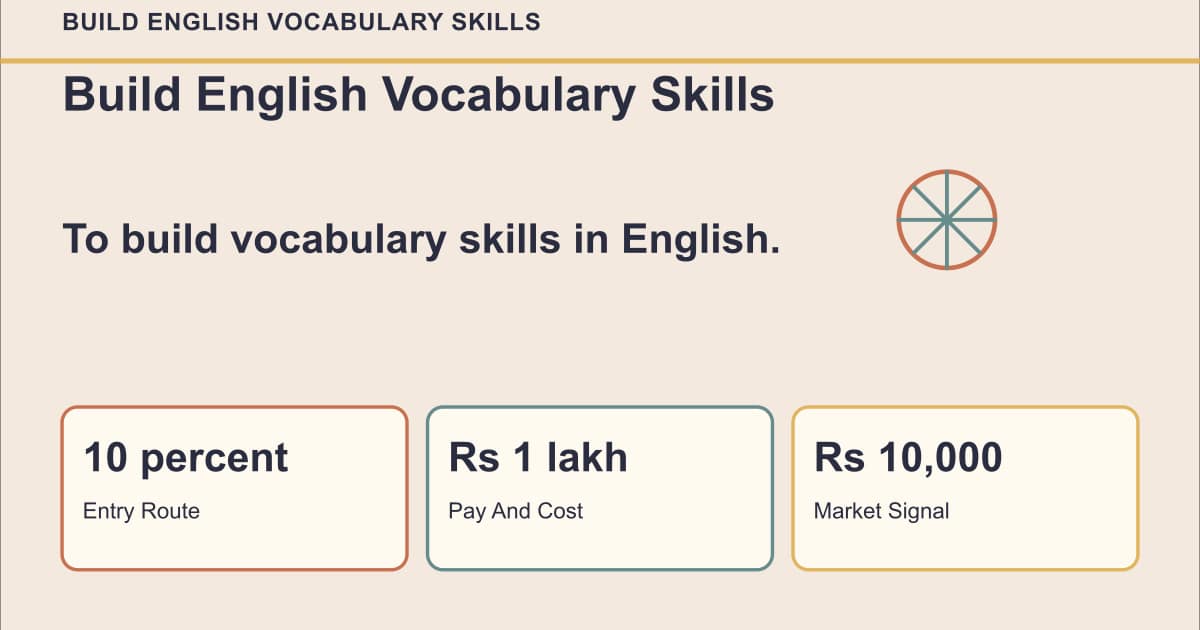 BUILD ENGLISH VOCABULARY SKILLS
Build English Vocabulary Skills
To build vocabulary skills in English.
10 percent
Entry Route
Rs 1 lakh
Pay And Cost
Rs 10,000
Market Signal